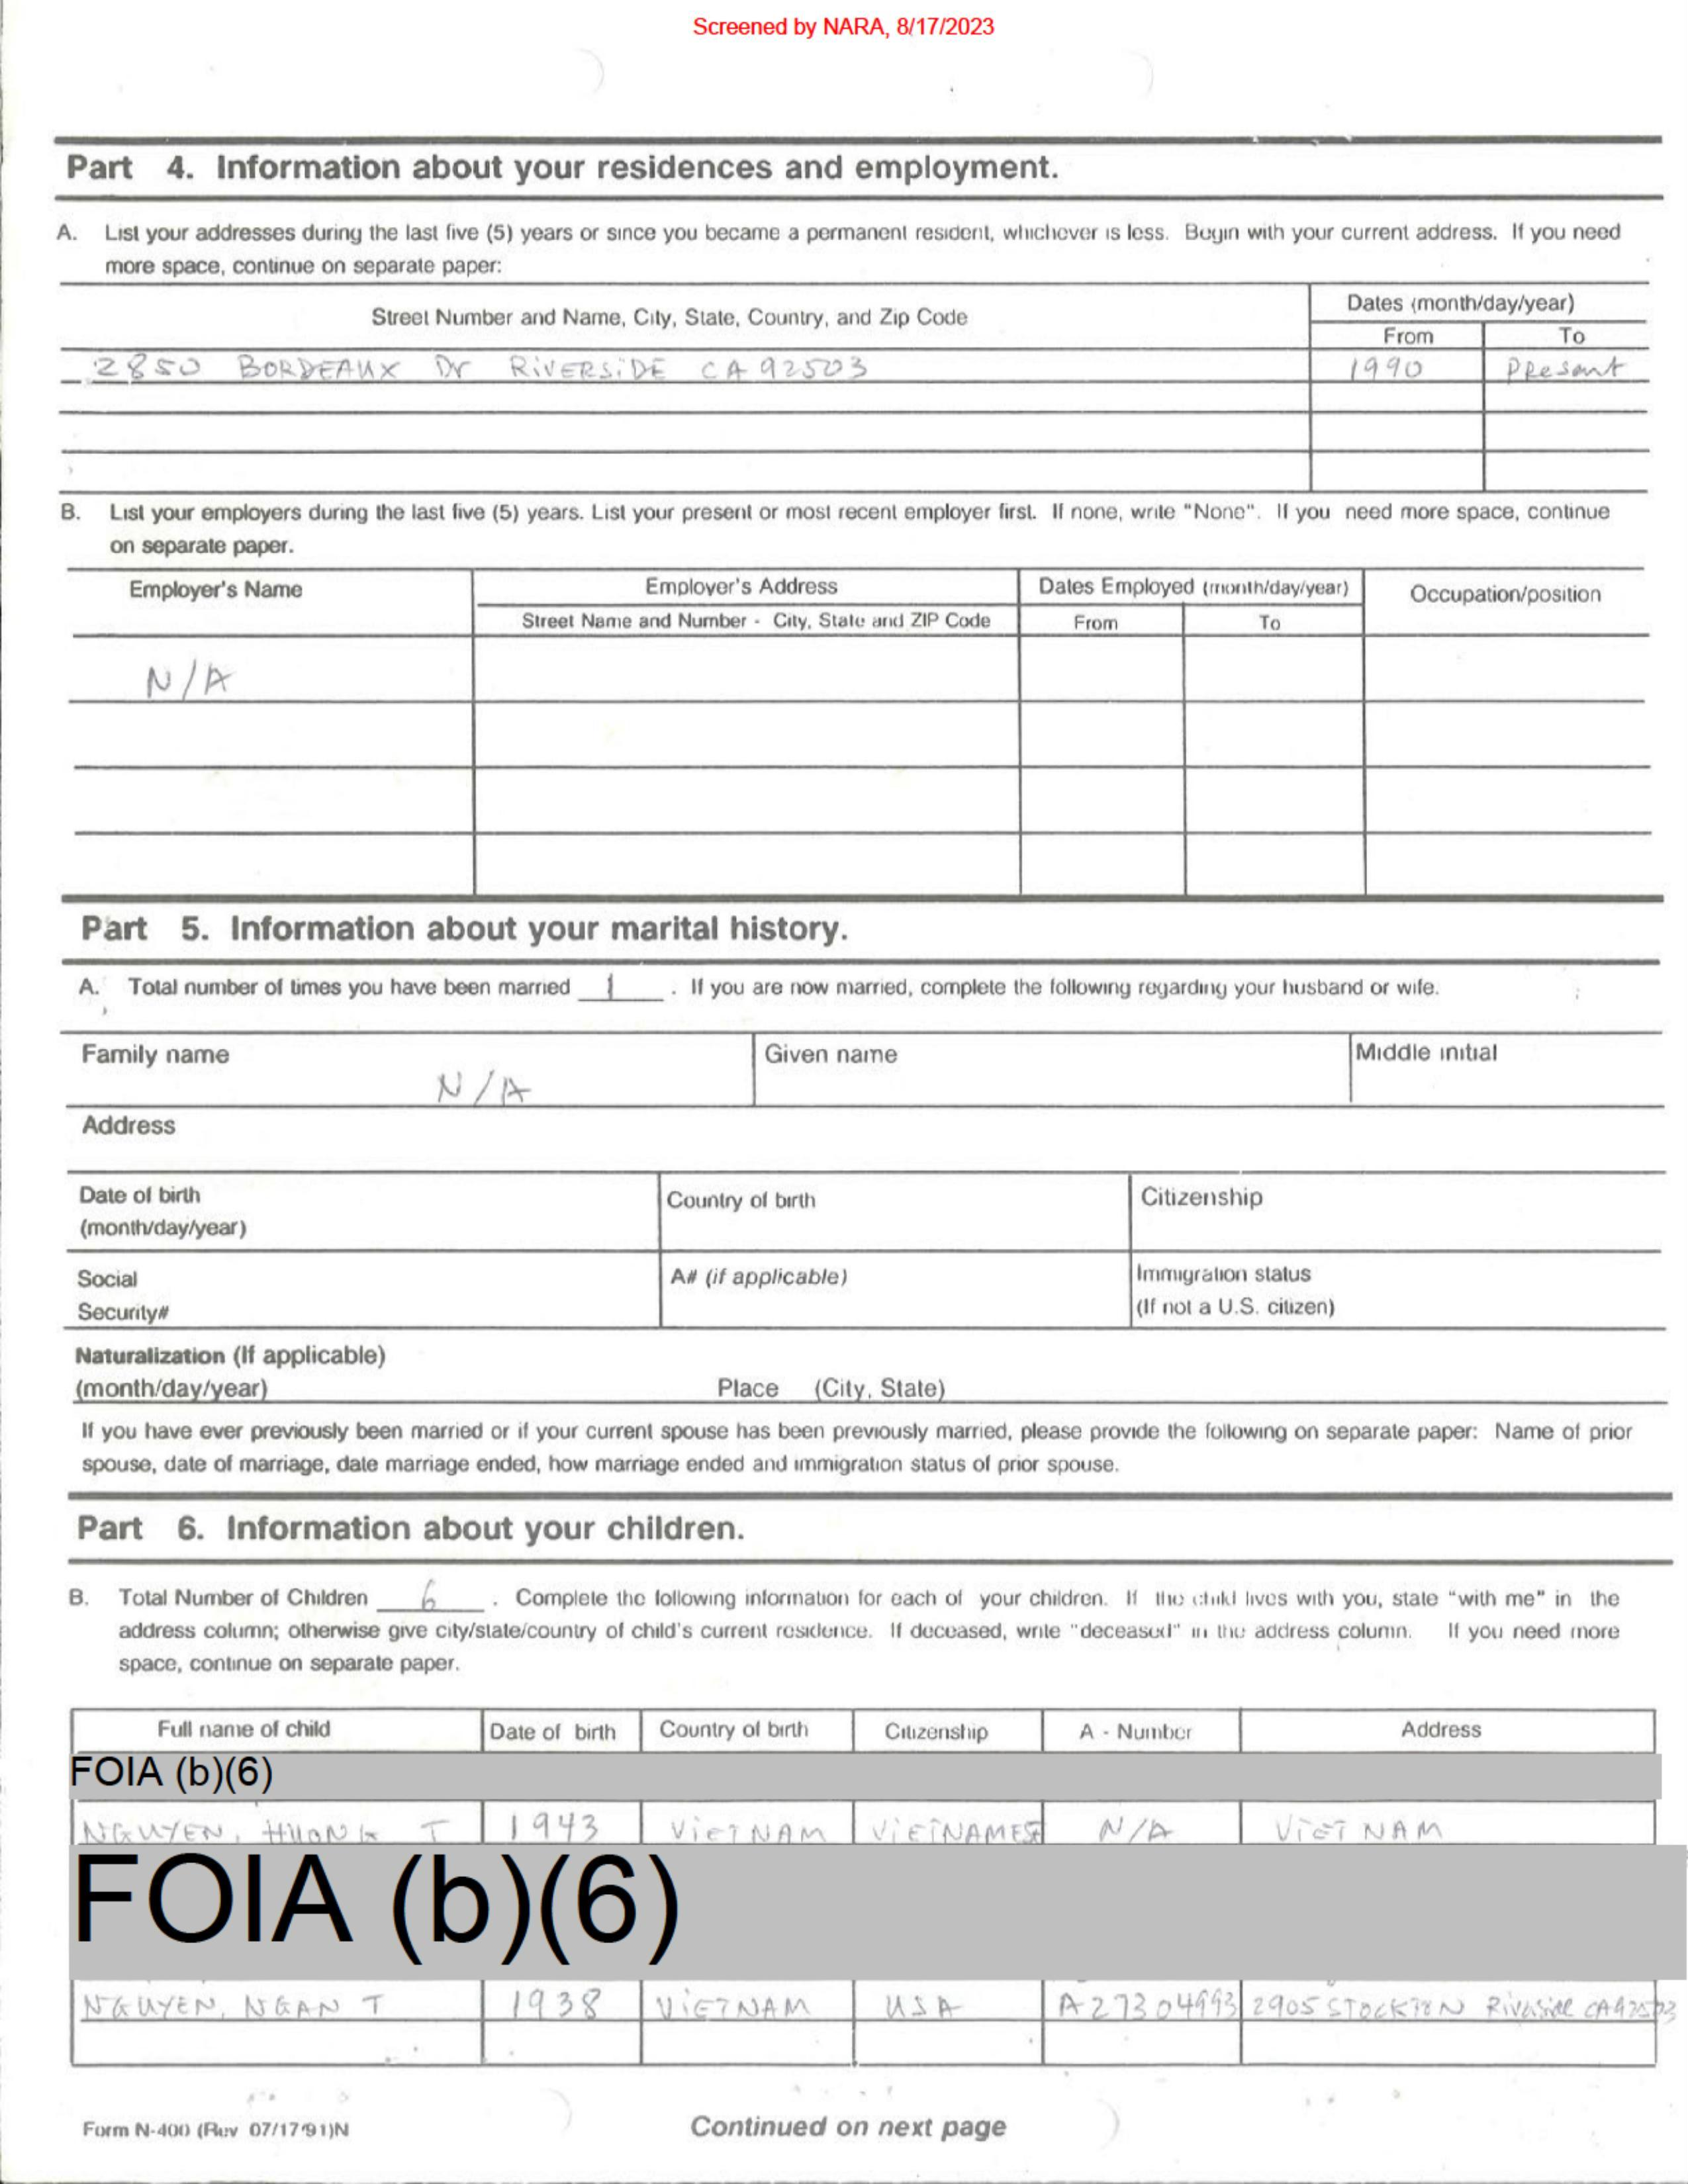 Screened by NARA, 8/17/2023
Part 4. Information about your residences and employment.
A. List your addresses during the last five (5) years or since you became a permanent resident, whichever is less. Begin with your current address. If you need
more space, continue on separate paper:
Street Number and Name, City, State, Country, and Zip Code
Dates (month/day/year)
From To
2850 BORDEAUX Dr RiVERSiDE CA 92503 1990 PResent
B. List your employers during the last five (5) years. List your present or most recent employer first. If none, write "None". If you need more space, continue
on separate paper.
Employer's Name Employer's Address Dates Employed (month/day/year) Occupation/position
Street Name and Number - City, State and ZIP Code From To
N/A
Part 5. Information about your marital history.
A. Total number of times you have been married 1 . If you are now married, complete the following regarding your husband or wife.
Family name Given name Middle initial
N/A
Address
Date of birth Country of birth Citizenship
(month/day/year)
Social A# (if applicable) Immigration status
Security# (If not a U.S. citizen)
Naturalization (If applicable)
(month/day/year) Place (City, State)
If you have ever previously been married or if your current spouse has been previously married, please provide the following on separate paper: Name of prior
spouse, date of marriage, date marriage ended, how marriage ended and immigration status of prior spouse.
Part 6. Information about your children.
B. Total Number of Children 6 . Complete the following information for each of your children. If the child lives with you, state "with me" in the
address column; otherwise give city/state/country of child's current residence. If deceased, write "deceased" in the address column. If you need more
space, continue on separate paper.
Full name of child Date of birth Country of birth Citizenship A - Number Address
FOIA (b)(6)
NGUYEN, HUONG T 1943 ViETNAM ViETNAMESE N/A ViET NAM
FOIA (b)(6)
NGUYEN, NGAN T 1938 ViETNAM USA A27304993 2905 STOCKTON Riverside CA 92503
Form N-400 (Rev 07/17/91)N Continued on next page